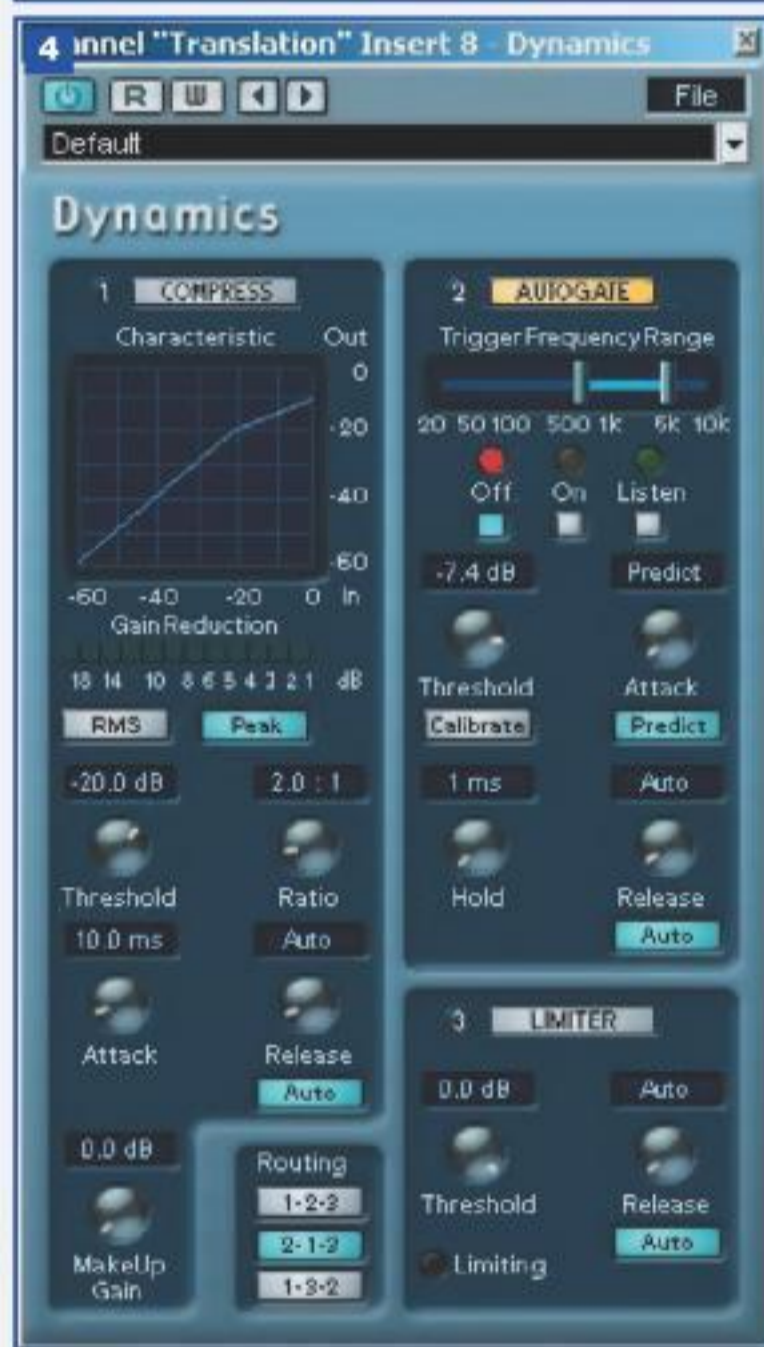 4
annel "Translation" Insert 8 - Dynamics
R W File
Default
Dynamics
1 COMPRESS
Characteristic Out
0
-20
-40
-60
-60 -40 -20 0 In
Gain Reduction
18 14 10 8 6 5 4 3 2 1 dB
RMS Peak
-20.0 dB 2.0 : 1
Threshold Ratio
10.0 ms Auto
Attack Release
Auto
0.0 dB
MakeUp
Gain
Routing
1-2-3
2-1-3
1-3-2
2 AUTOGATE
Trigger Frequency Range
20 50 100 500 1k 5k 10k
Off On Listen
-7.4 dB Predict
Threshold Attack
Calibrate Predict
1 ms Auto
Hold Release
Auto
3 LIMITER
0.0 dB Auto
Threshold Release
Auto
Limiting